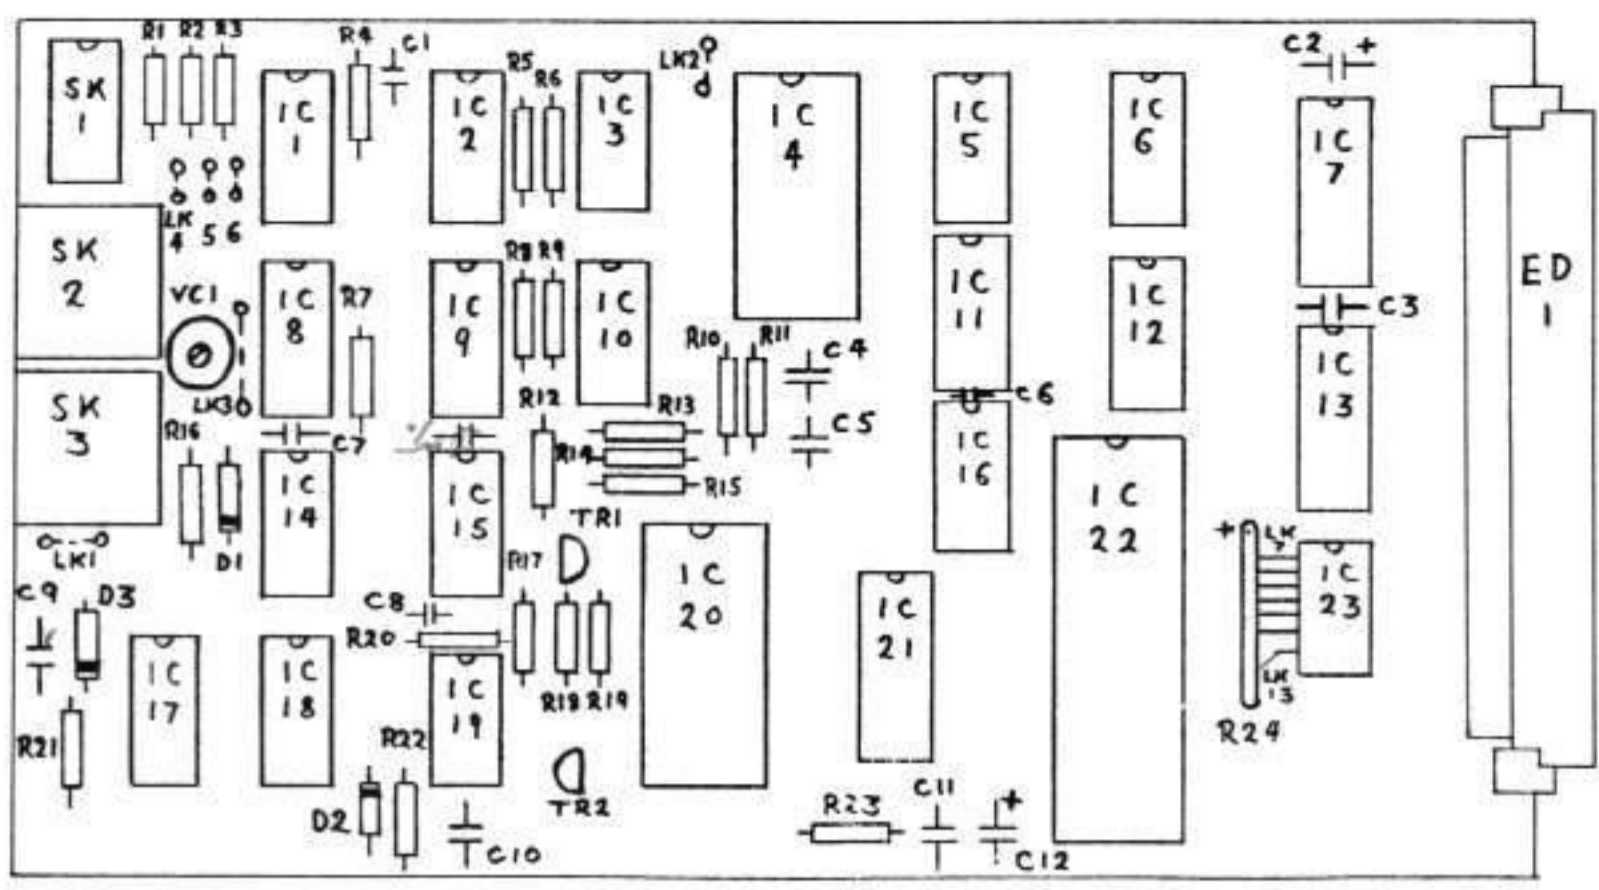 R1 R2 R3
SK 1
R4
C1
IC 1
IC 2
R5
R6
IC 3
LK2
IC 4
IC 5
IC 6
C2 +
IC 7
LK 4 5 6
SK 2
VC1
IC 8
R7
IC 9
R8 R9
IC 10
IC 11
IC 12
C3
ED 1
R10 R11
C4
SK 3
LK3
R16
C7
R12
R13
R14
R15
C5
C6
IC 13
IC 14
IC 15
IC 16
IC 22
D1
LK1
TR1
R17
IC 20
IC 21
+
LK 7
IC 23
LK 13
R24
C9
D3
C8
R20
IC 17
IC 18
IC 19
R18 R19
R21
R22
D2
TR2
C10
R23
C11
+
C12